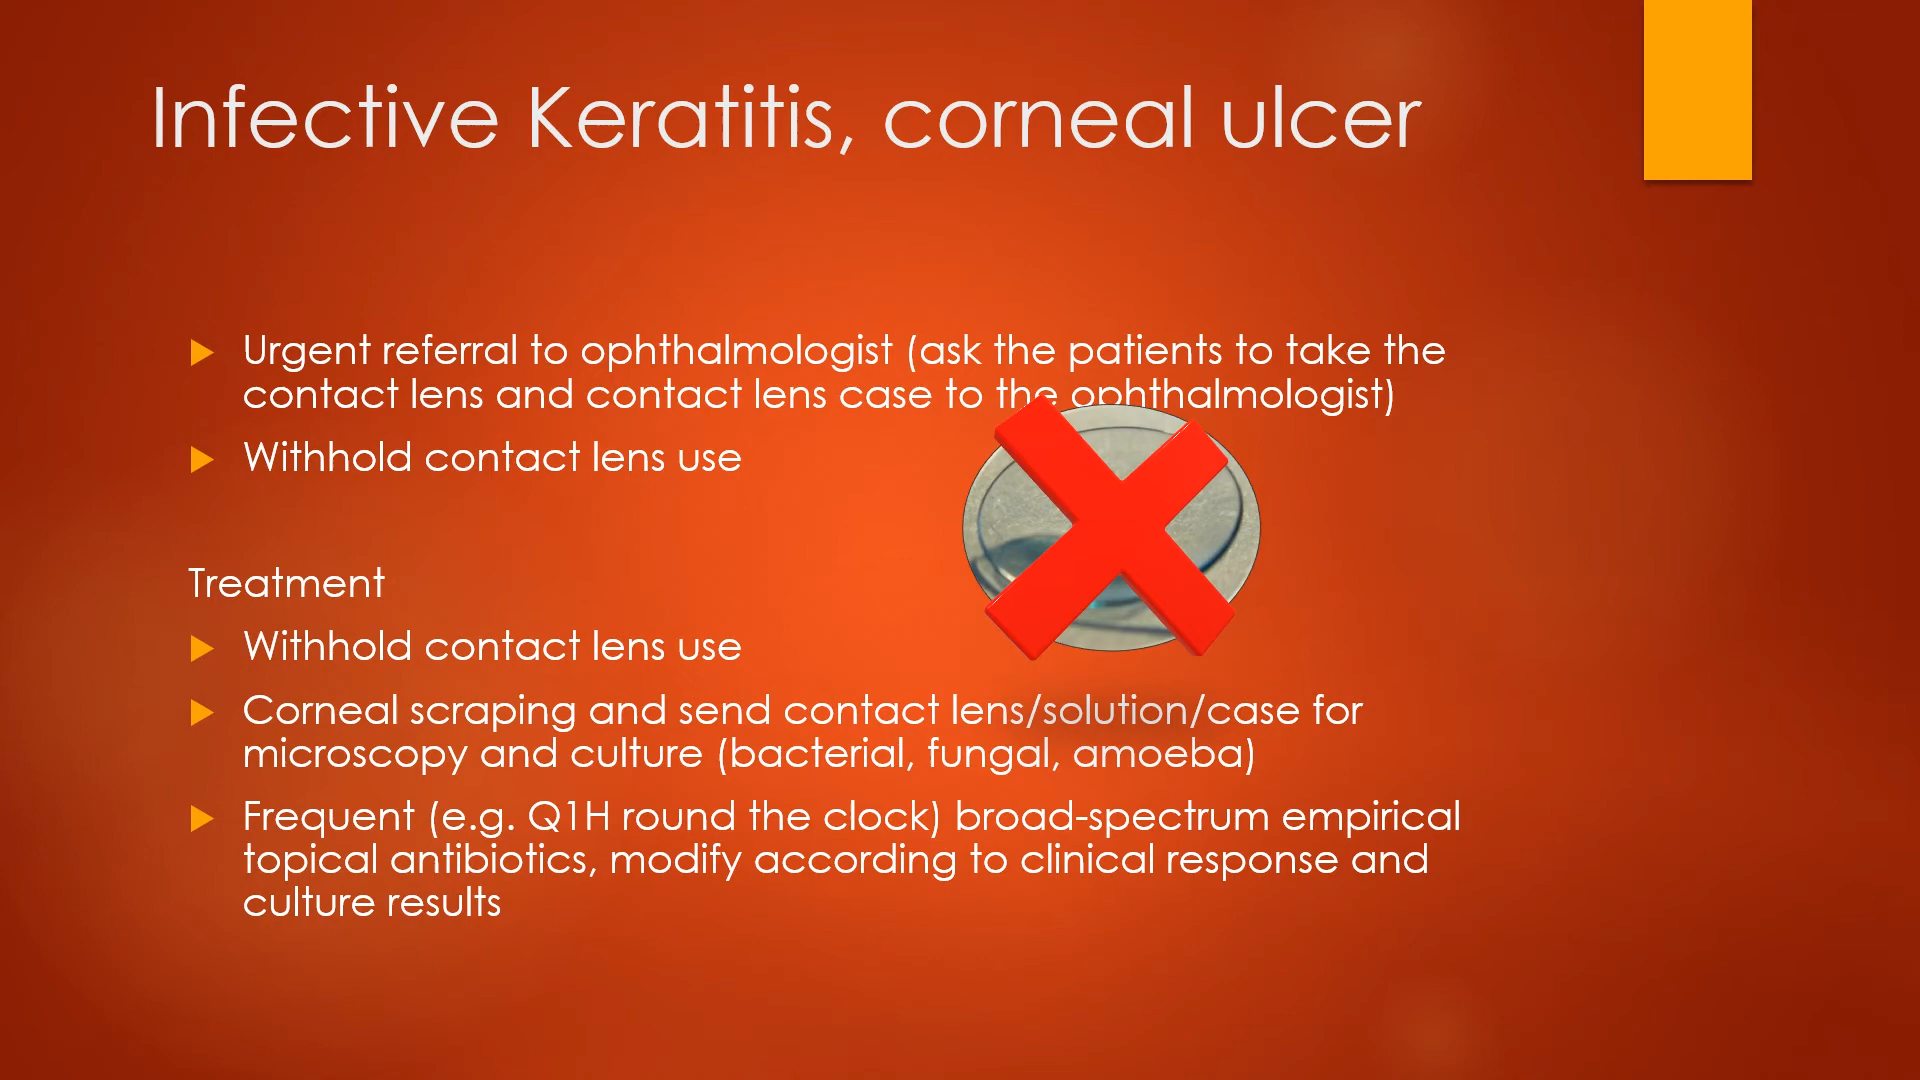 Infective Keratitis, corneal ulcer
Urgent referral to ophthalmologist (ask the patients to take the
contact lens and contact lens case to the ophthalmologist)
Withhold contact lens use
Treatment
Withhold contact lens use
Corneal scraping and send contact lens/solution/case for
microscopy and culture (bacterial, fungal, amoeba)
Frequent (e.g. Q1H round the clock) broad-spectrum empirical
topical antibiotics, modify according to clinical response and
culture results